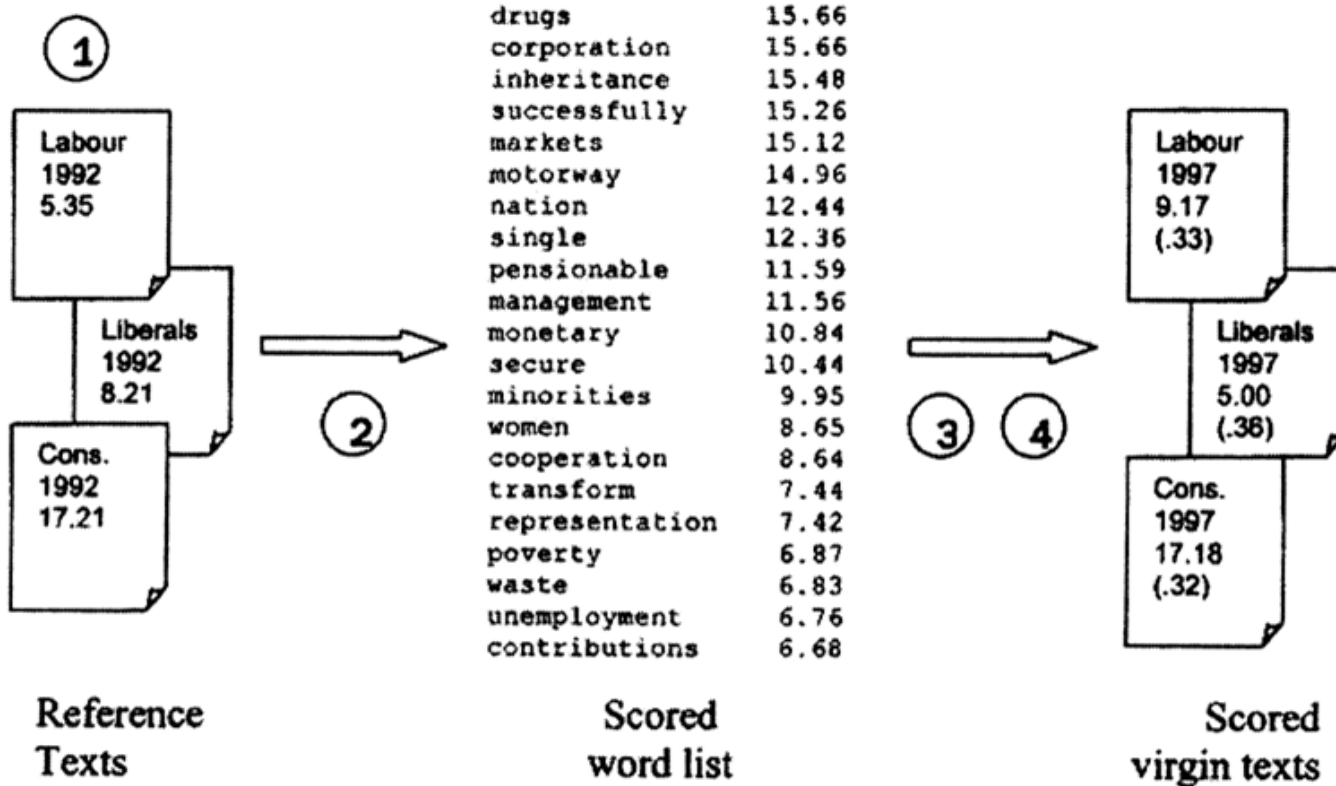 1
Labour
1992
5.35
Liberals
1992
8.21
Cons.
1992
17.21
Reference
Texts
2
drugs 15.66
corporation 15.66
inheritance 15.48
successfully 15.26
markets 15.12
motorway 14.96
nation 12.44
single 12.36
pensionable 11.59
management 11.56
monetary 10.84
secure 10.44
minorities 9.95
women 8.65
cooperation 8.64
transform 7.44
representation 7.42
poverty 6.87
waste 6.83
unemployment 6.76
contributions 6.68
Scored
word list
3 4
Labour
1997
9.17
(.33)
Liberals
1997
5.00
(.36)
Cons.
1997
17.18
(.32)
Scored
virgin texts